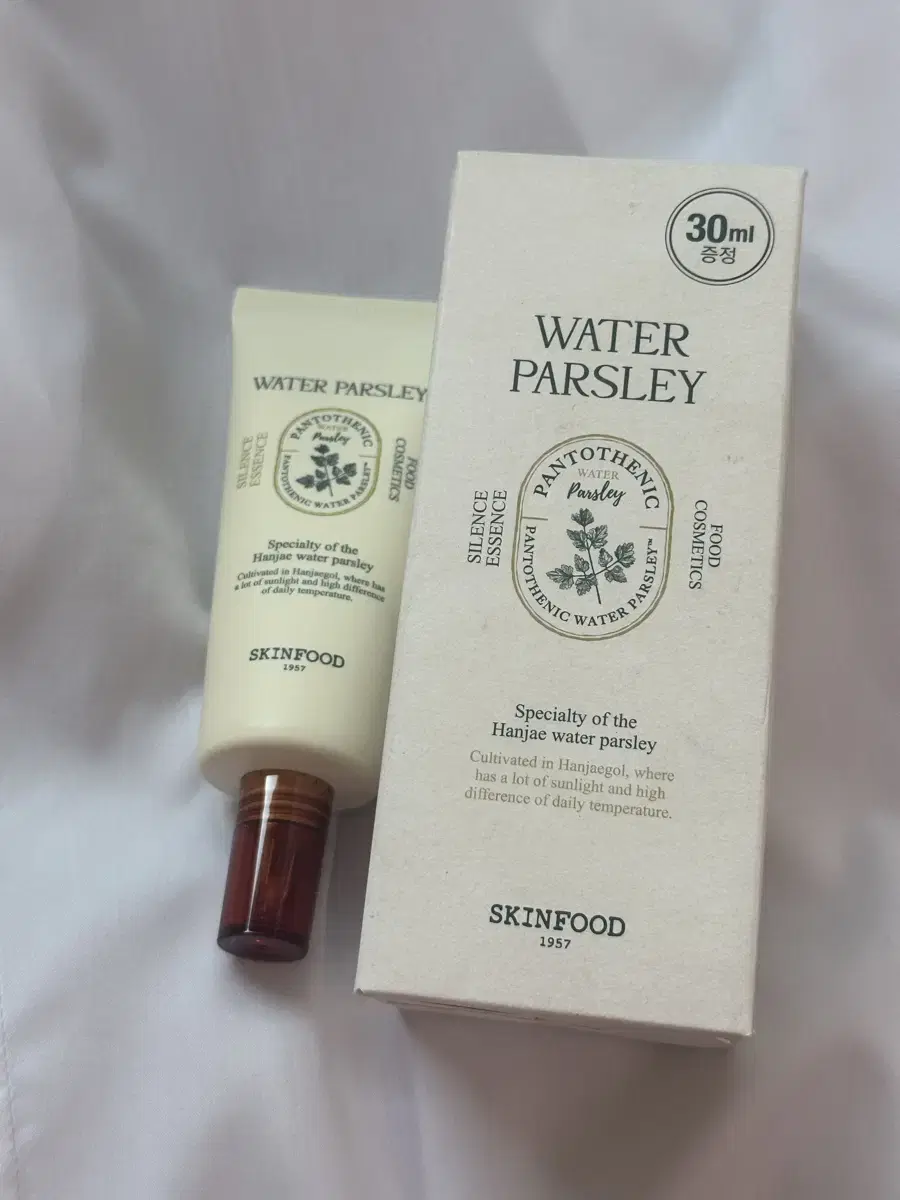 WATER PARSLEY
PANTOTHENIC
WATER
Parsley
PANTOTHENIC WATER PARSLEY™
SILENCE
ESSENCE
FOOD
COSMETICS
Specialty of the
Hanjae water parsley
Cultivated in Hanjaegol, where has
a lot of sunlight and high difference
of daily temperature.
SKINFOOD
1957
30ml
증정
WATER
PARSLEY
PANTOTHENIC
WATER
Parsley
PANTOTHENIC WATER PARSLEY™
SILENCE
ESSENCE
FOOD
COSMETICS
Specialty of the
Hanjae water parsley
Cultivated in Hanjaegol, where
has a lot of sunlight and high
difference of daily temperature.
SKINFOOD
1957